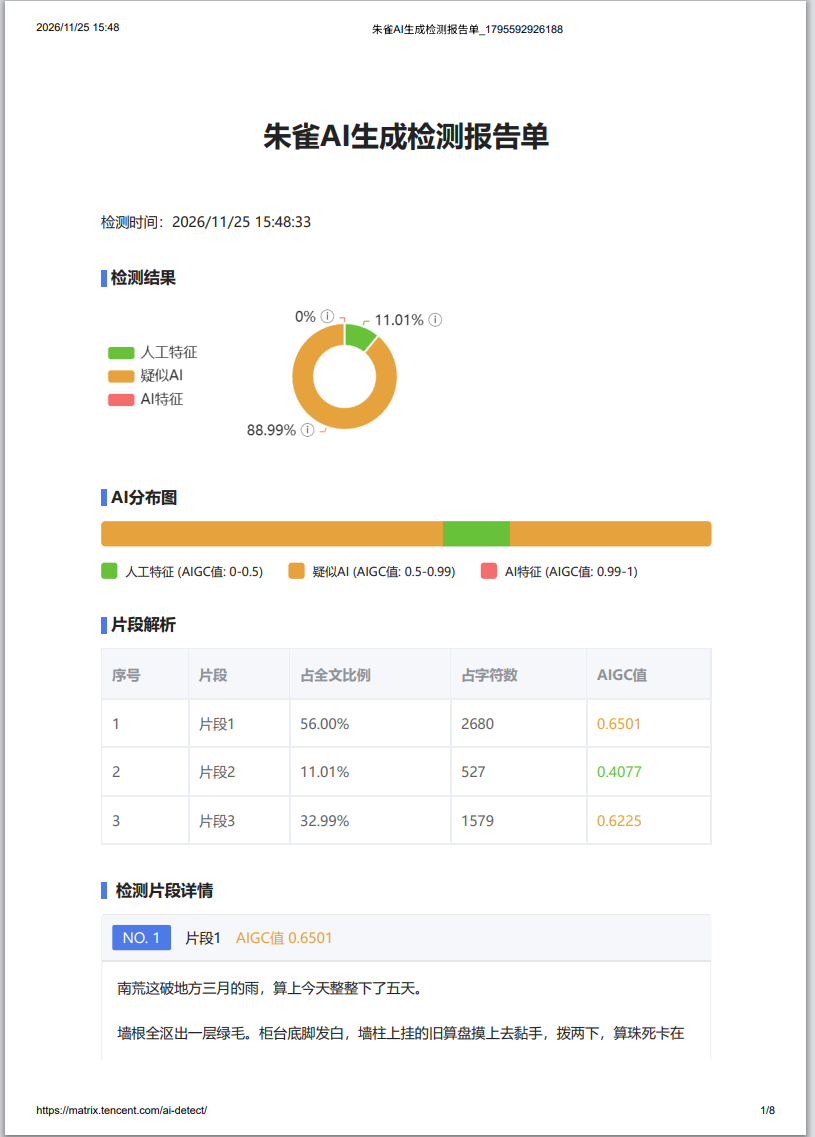 2026/11/25 15:48
朱雀AI生成检测报告单_1795592926188
朱雀AI生成检测报告单
检测时间：2026/11/25 15:48:33
检测结果
0%
11.01%
人工特征
疑似AI
AI特征
88.99%
AI分布图
人工特征 (AIGC值: 0-0.5)
疑似AI (AIGC值: 0.5-0.99)
AI特征 (AIGC值: 0.99-1)
片段解析
序号 片段 占全文比例 占字符数 AIGC值
1 片段1 56.00% 2680 0.6501
2 片段2 11.01% 527 0.4077
3 片段3 32.99% 1579 0.6225
检测片段详情
NO. 1 片段1 AIGC值 0.6501
南荒这破地方三月的雨，算上今天整整下了五天。
墙根全沤出一层绿毛。柜台底脚发白，墙柱上挂的旧算盘摸上去黏手，拨两下，算珠死卡在
https://matrix.tencent.com/ai-detect/
1/8